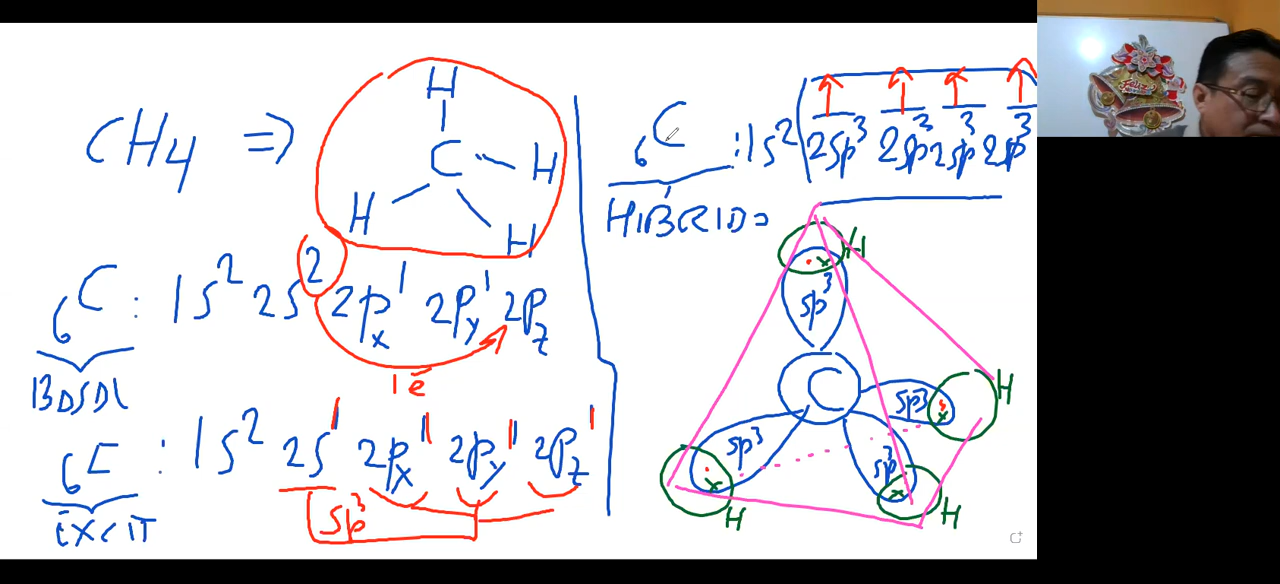 CH4 ⇒
H
C
H
H
H
6C : 1s² 2s² 2px¹ 2py¹ 2pz
BASAL
1e⁻
6C : 1s² 2s¹ 2px¹ 2py¹ 2pz¹
EXCIT
sp³
6C : 1s² 2sp³ 2sp³ 2sp³ 2sp³
HIBRIDO
H
sp³
C
sp³
H
sp³
H
sp³
H